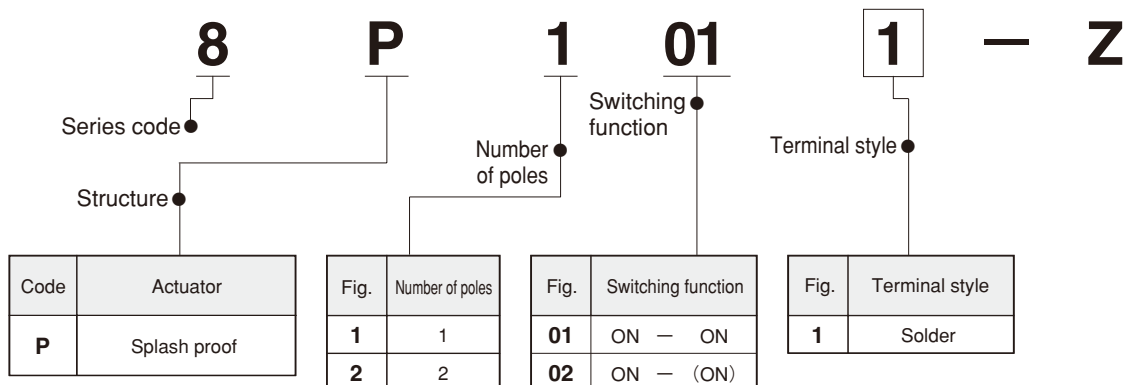 8 P 1 01 1 － Z
Series code
Structure
Number
of poles
Switching
function
Terminal style
Code Actuator
P Splash proof
Fig. Number of poles
1 1
2 2
Fig. Switching function
01 ON － ON
02 ON － (ON)
Fig. Terminal style
1 Solder